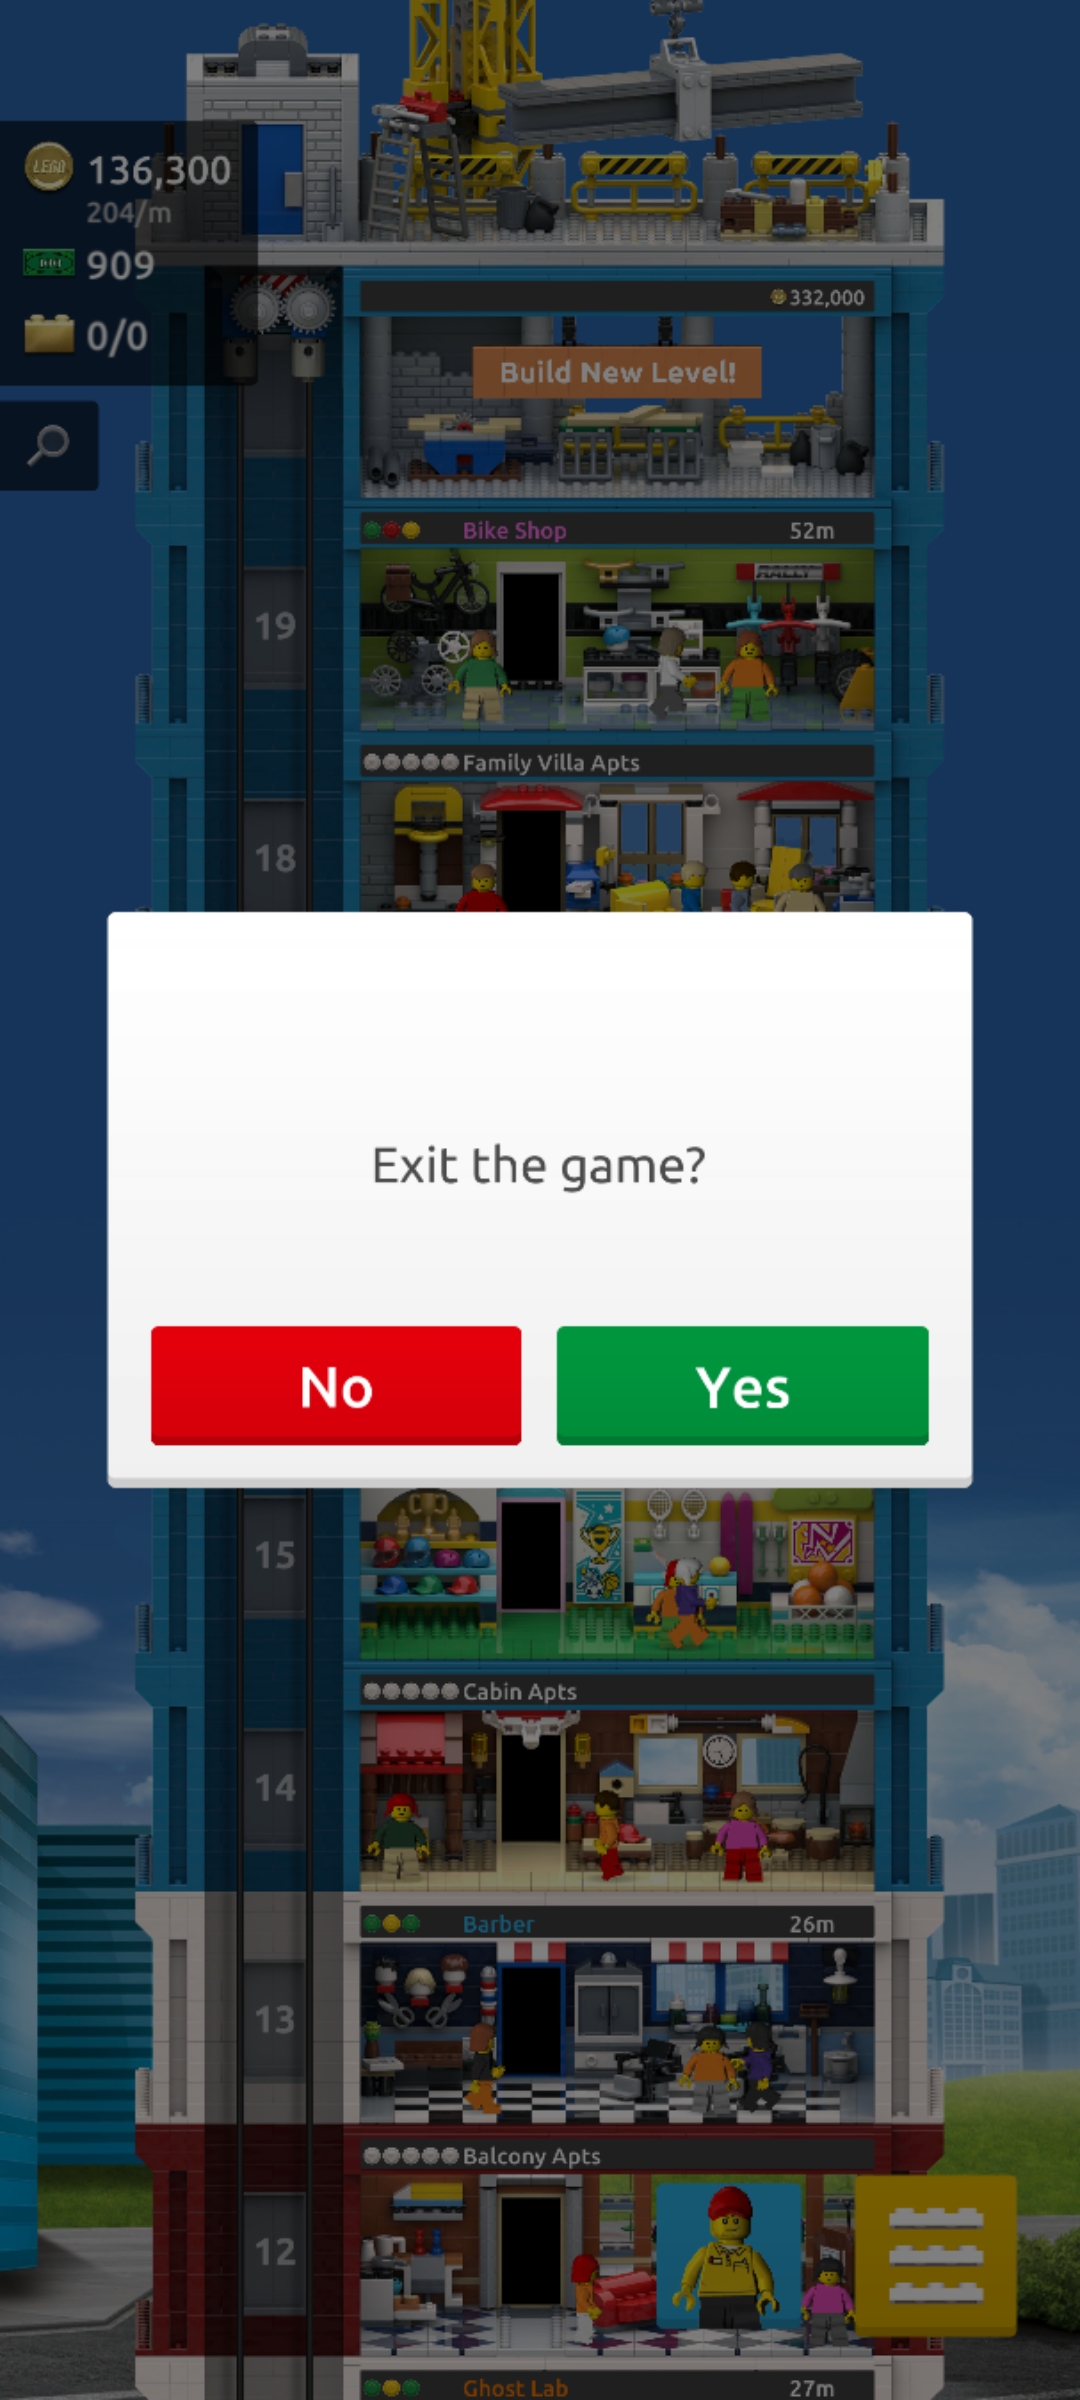 LEGO
136,300
204/m
909
0/0
332,000
Build New Level!
Bike Shop 52m
RALLY
19
Family Villa Apts
18
Exit the game?
No Yes
15
Cabin Apts
14
Barber 26m
13
Balcony Apts
12
Ghost Lab 27m